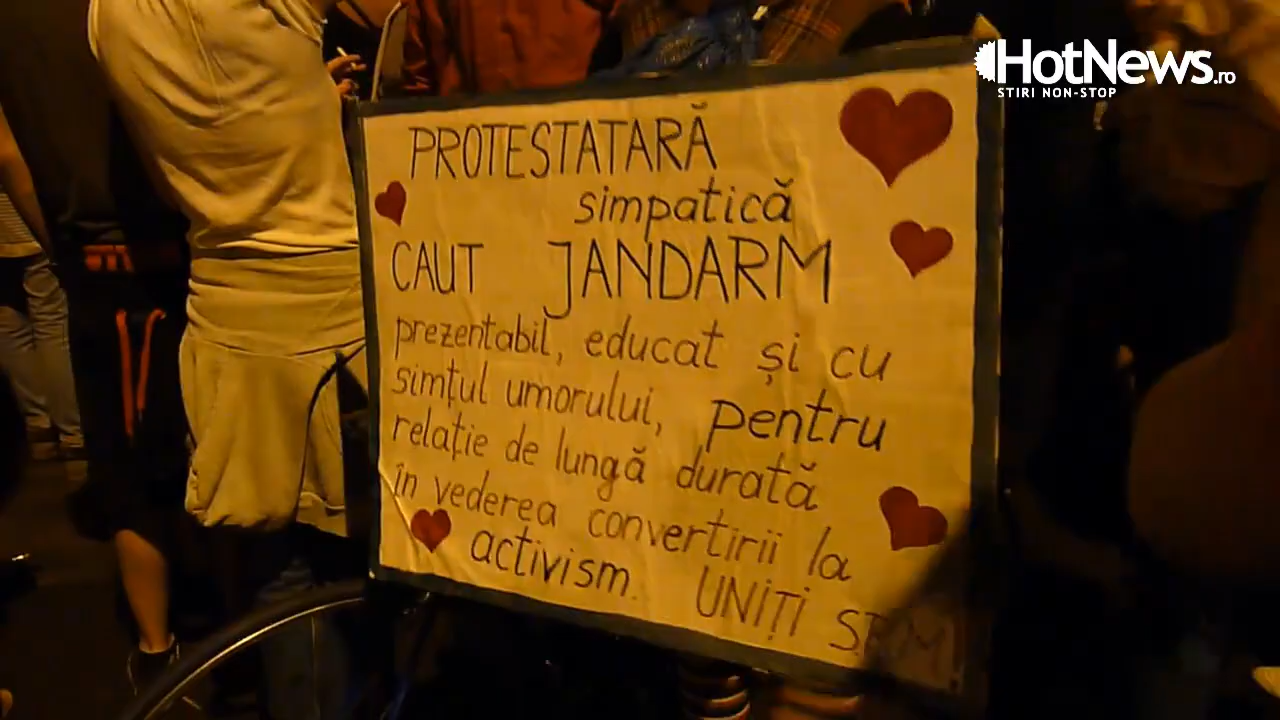 HotNews.ro
STIRI NON-STOP
PROTESTATARĂ
simpatică
CAUT JANDARM
prezentabil, educat și cu
simțul umorului, pentru
relație de lungă durată
în vederea convertirii la
activism. UNIȚI